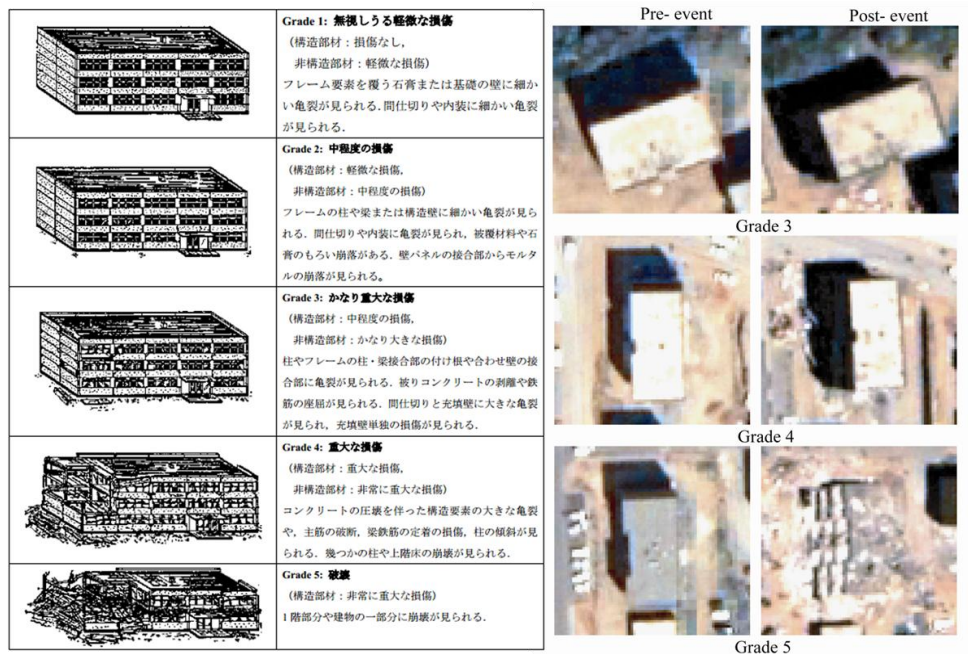 Grade 1: 無視しうる軽微な損傷
(構造部材：損傷なし,
非構造部材：軽微な損傷)
フレーム要素を覆う石膏または基礎の壁に細か
い亀裂が見られる. 間仕切りや内装に細かい亀裂
が見られる.
Grade 2: 中程度の損傷
(構造部材：軽微な損傷,
非構造部材：中程度の損傷)
フレームの柱や梁または構造壁に細かい亀裂が見ら
れる. 間仕切りや内装に亀裂が見られ, 被覆材料や石
膏のもろい崩落がある. 壁パネルの接合部からモルタ
ルの崩落が見られる。
Grade 3: かなり重大な損傷
(構造部材：中程度の損傷,
非構造部材：かなり大きな損傷)
柱やフレームの柱・梁接合部の付け根や合わせ壁の接
合部に亀裂が見られる. 被りコンクリートの剥離や鉄
筋の座屈が見られる. 間仕切りと充填壁に大きな亀裂
が見られ, 充填壁単独の損傷が見られる.
Grade 4: 重大な損傷
(構造部材：重大な損傷,
非構造部材：非常に重大な損傷)
コンクリートの圧壊を伴った構造要素の大きな亀裂
や, 主筋の破断, 梁鉄筋の定着の損傷, 柱の傾斜が見
られる. 幾つかの柱や上階床の崩壊が見られる.
Grade 5: 破壊
(構造部材：非常に重大な損傷)
1 階部分や建物の一部分に崩壊が見られる.
Pre- event
Post- event
Grade 3
Grade 4
Grade 5